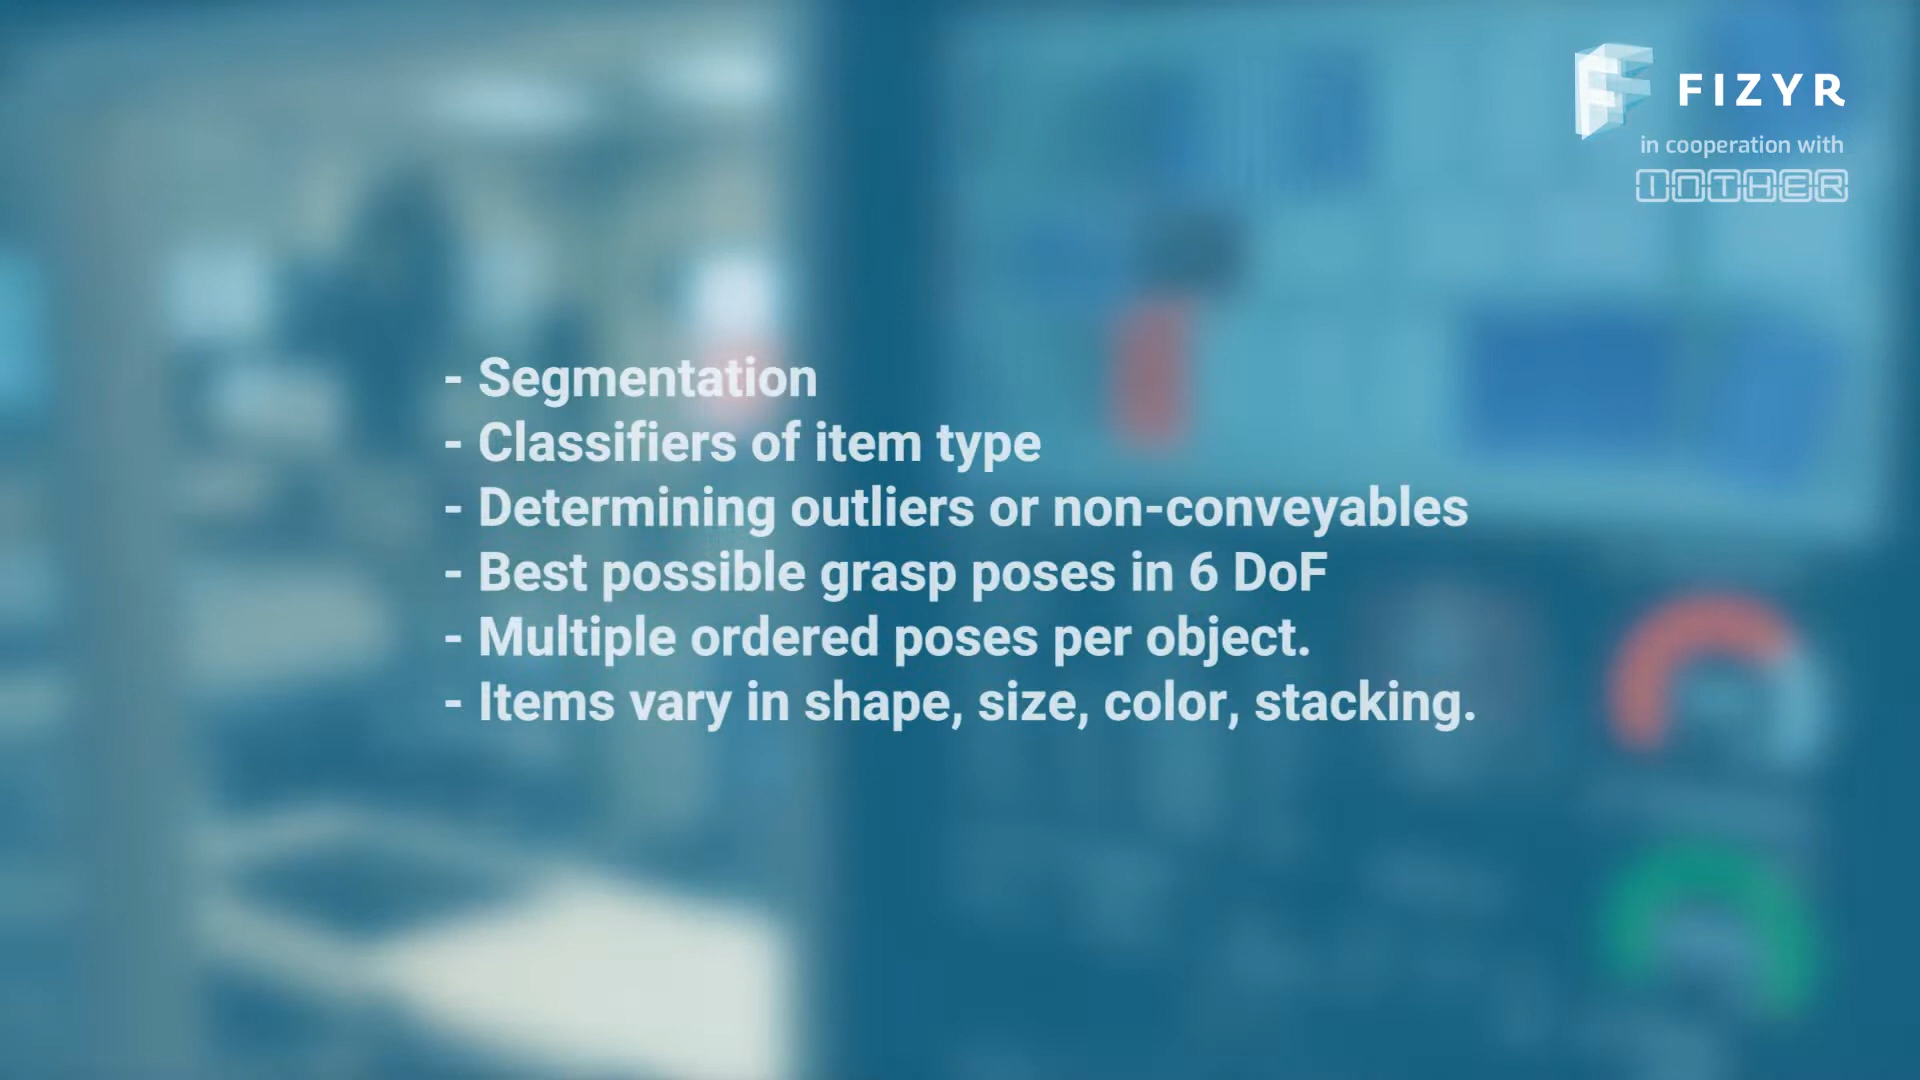 FIZYR
in cooperation with
INTHER
- Segmentation
- Classifiers of item type
- Determining outliers or non-conveyables
- Best possible grasp poses in 6 DoF
- Multiple ordered poses per object.
- Items vary in shape, size, color, stacking.